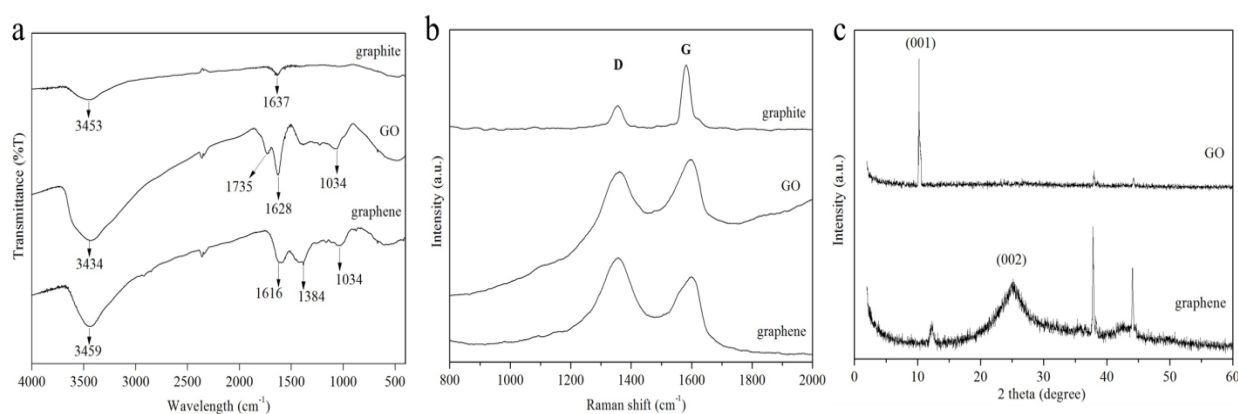 a
graphite
3453
1637
GO
1735
1628
1034
3434
graphene
1616
1384
1034
3459
Transmittance (%T)
4000 3000 2000 1500 1000 500
Wavelength (cm⁻¹)
b
D
G
graphite
GO
graphene
Intensity (a.u.)
800 1000 1200 1400 1600 1800 2000
Raman shift (cm⁻¹)
c
(001)
GO
(002)
graphene
Intensity (a.u.)
0 10 20 30 40 50 60
2 theta (degree)